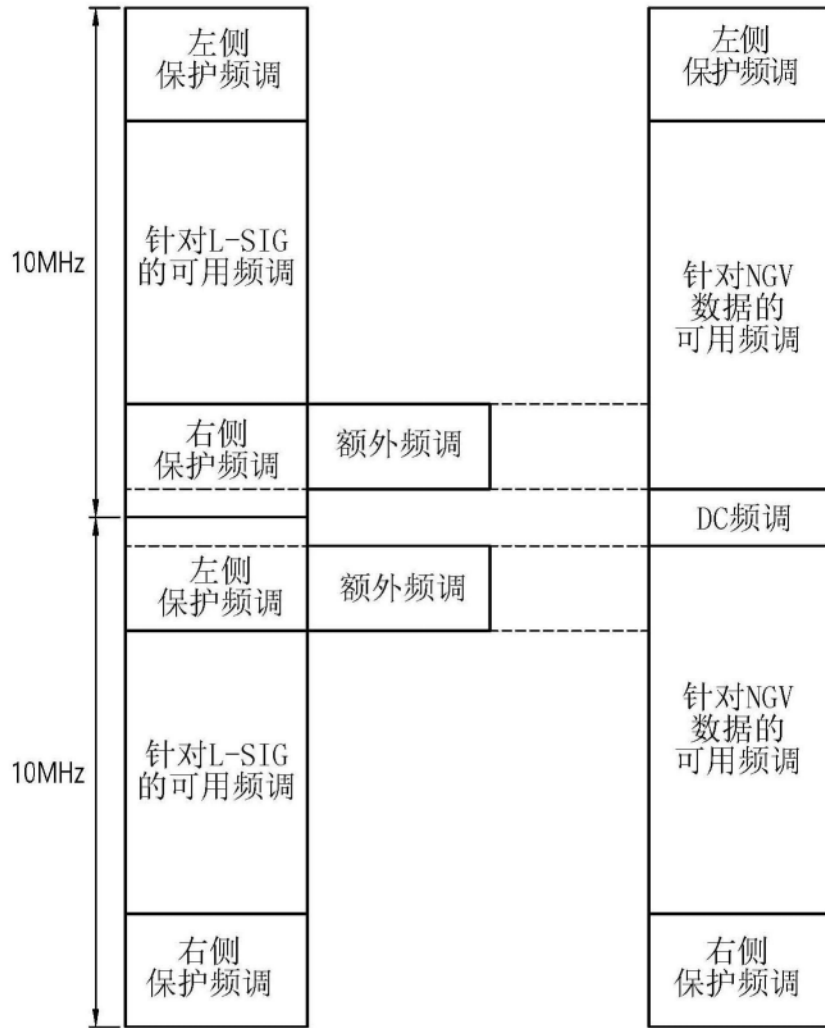 左侧
保护频调
10MHz
针对L-SIG
的可用频调
右侧
保护频调
额外频调
左侧
保护频调
额外频调
10MHz
针对L-SIG
的可用频调
右侧
保护频调
左侧
保护频调
针对NGV
数据的
可用频调
DC频调
针对NGV
数据的
可用频调
右侧
保护频调